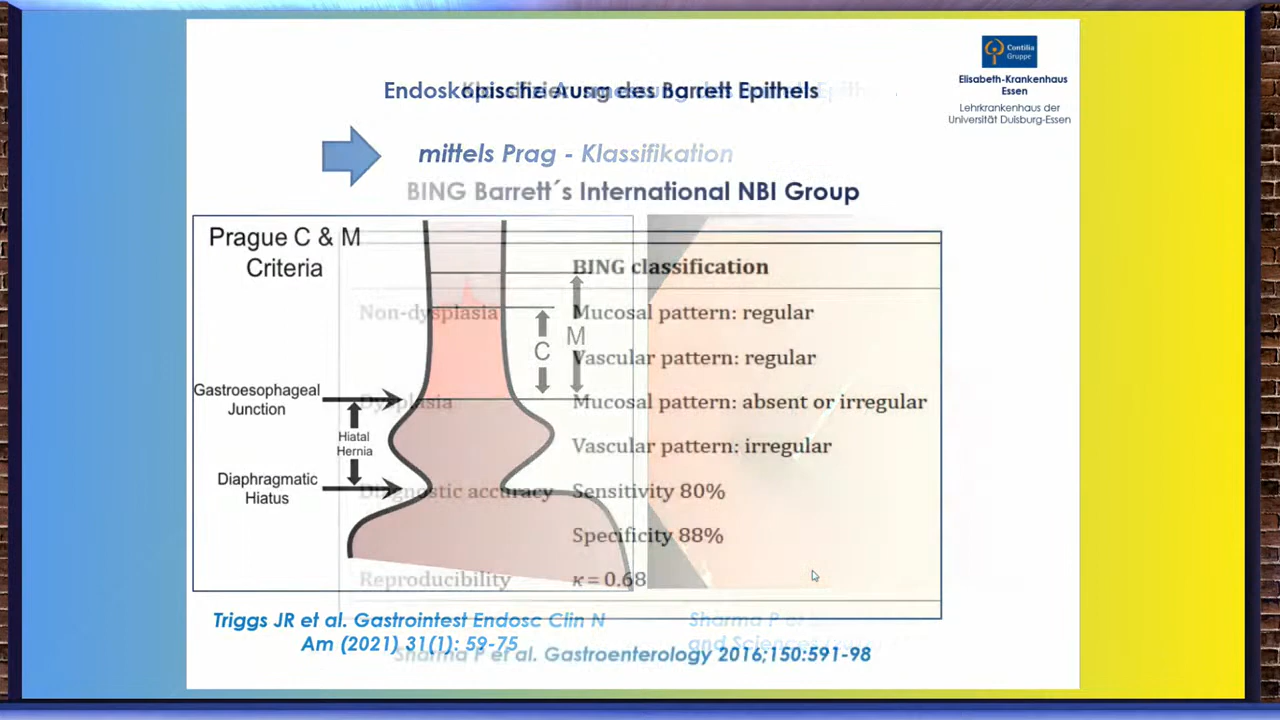 Contilia
Gruppe
Elisabeth-Krankenhaus
Essen
Lehrkrankenhaus der
Universität Duisburg-Essen
des Barrett Epithels
mittels Prag - Klassifikation
BING Barrett´s International NBI Group
Prague C & M
Criteria
BING classification
Non-dysplasia
Mucosal pattern: regular
M
C
Vascular pattern: regular
Gastroesophageal
Junction
Dysplasia
Mucosal pattern: absent or irregular
Hiatal
Hernia
Vascular pattern: irregular
Diaphragmatic
Hiatus
Diagnostic accuracy
Sensitivity 80%
Specificity 88%
Reproducibility
κ = 0.68
Triggs JR et al. Gastrointest Endosc Clin N
Am (2021) 31(1): 59-75
Sharma P et
and Sciences
Sharma P et al. Gastroenterology 2016;150:591-98